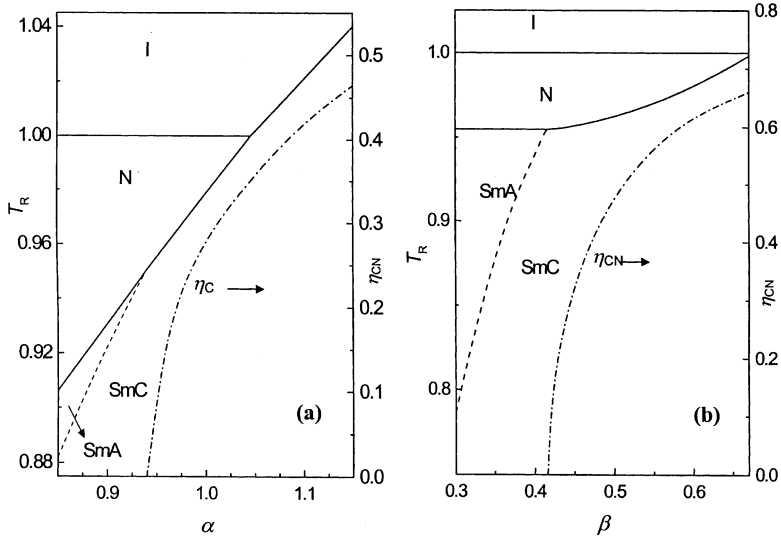 1.04
1.00
0.96
0.92
0.88
T_R
I
N
SmC
SmA
η_C
(a)
0.5
0.4
0.3
0.2
0.1
0.0
η_CN
0.9 1.0 1.1
α
1.0
0.9
0.8
T_R
I
N
SmA
SmC
η_CN
(b)
0.8
0.6
0.4
0.2
0.0
η_CN
0.3 0.4 0.5 0.6
β